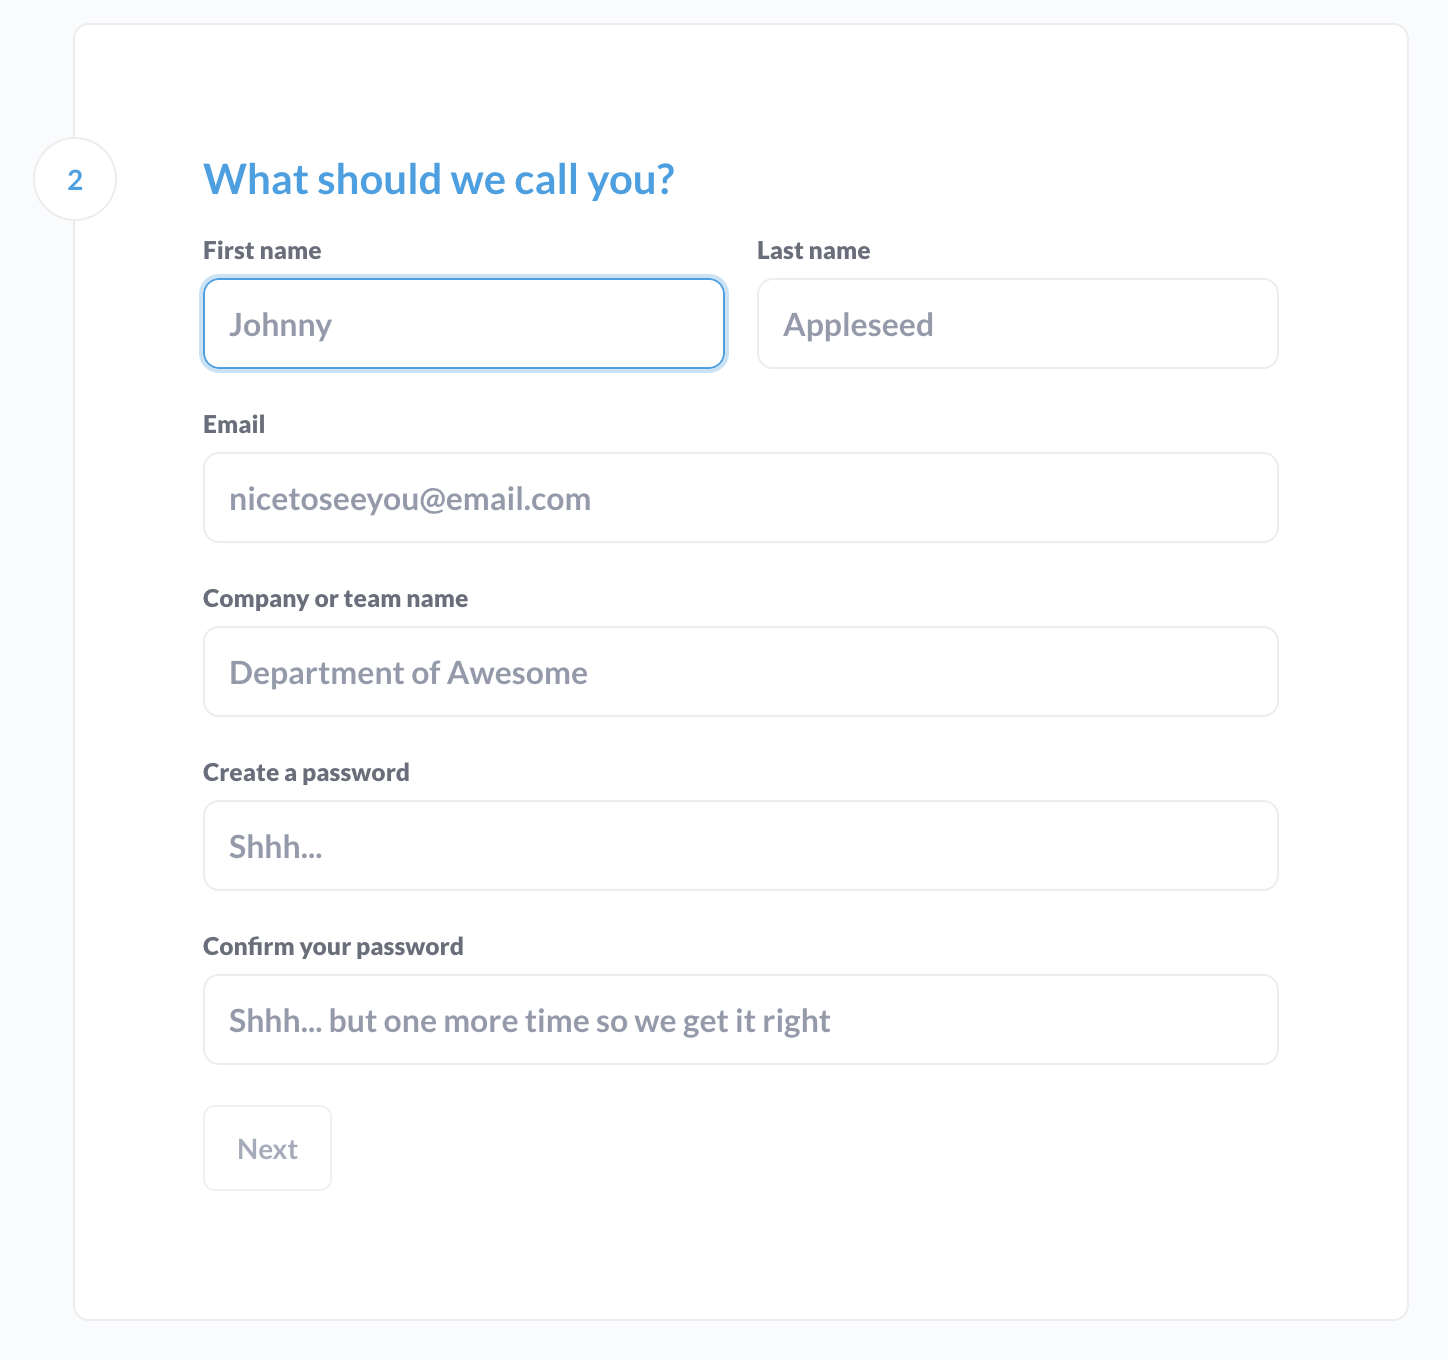 2
What should we call you?
First name
Last name
Johnny
Appleseed
Email
nicetoseeyou@email.com
Company or team name
Department of Awesome
Create a password
Shhh...
Confirm your password
Shhh... but one more time so we get it right
Next